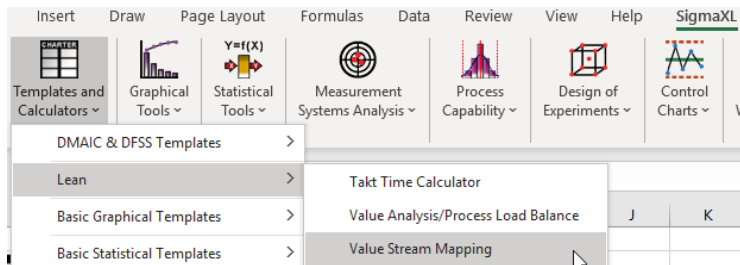 Insert Draw Page Layout Formulas Data Review View Help SigmaXL
CHARTER Y=f(X)
Templates and Graphical Statistical Measurement Process Design of Control
Calculators Tools Tools Systems Analysis Capability Experiments Charts
DMAIC & DFSS Templates
Lean Takt Time Calculator
Basic Graphical Templates Value Analysis/Process Load Balance J K
Basic Statistical Templates Value Stream Mapping